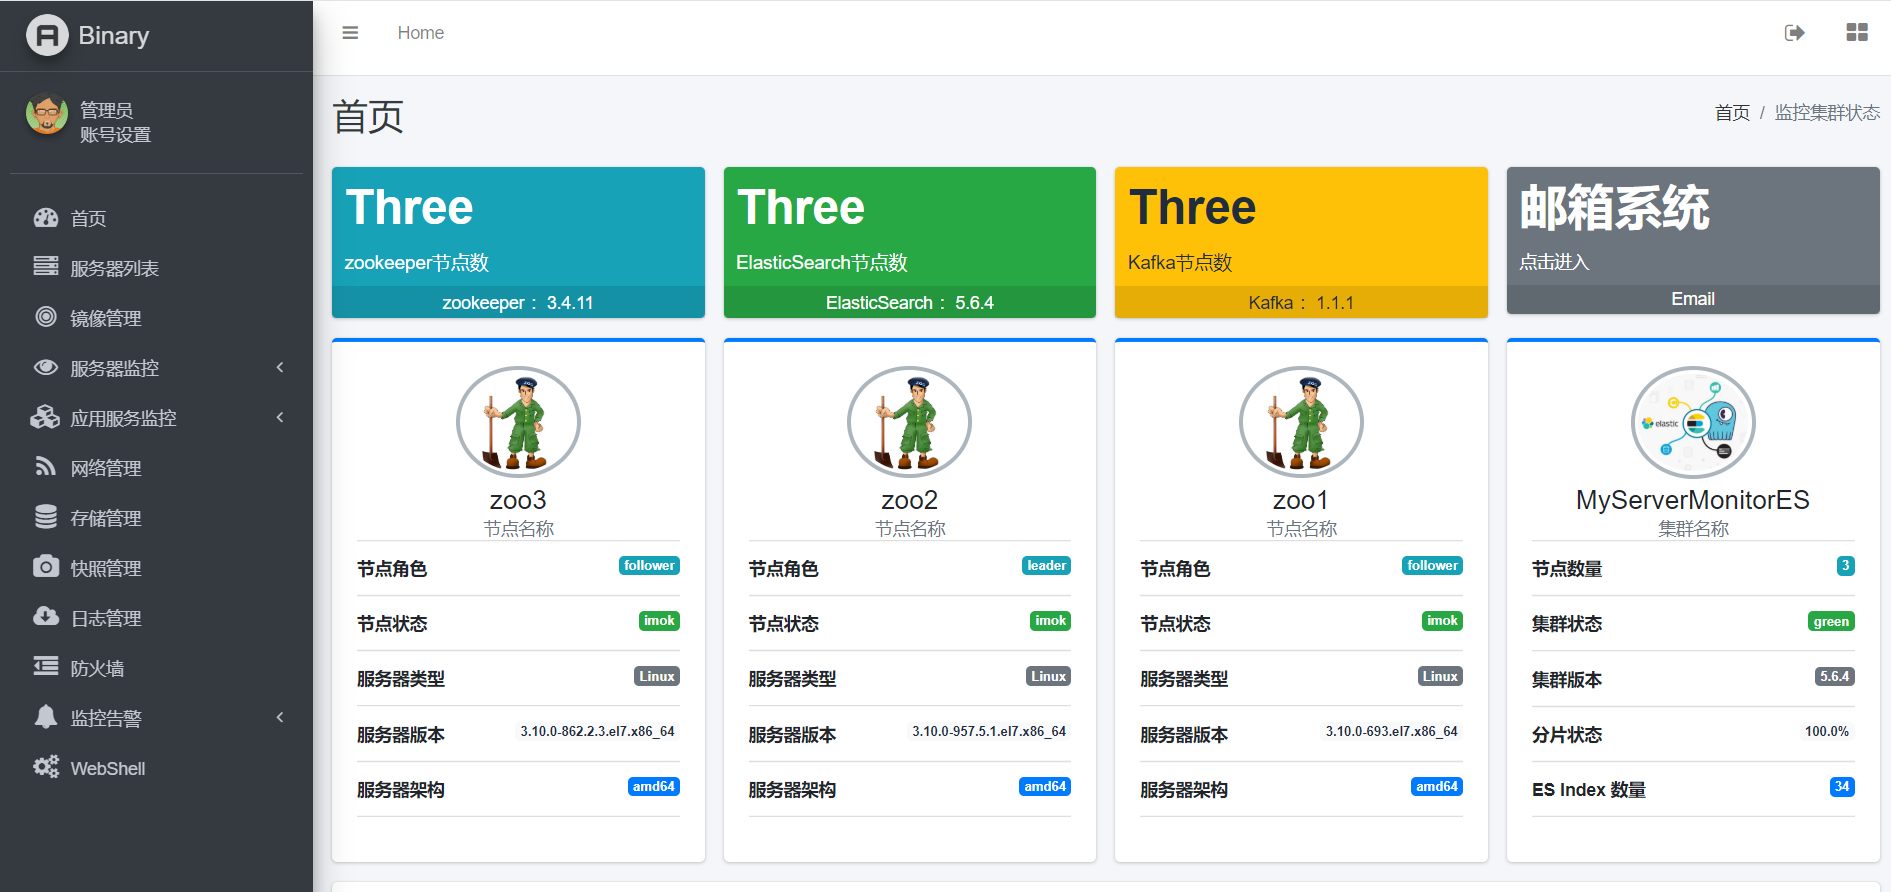 Binary
管理员
账号设置
首页
服务器列表
镜像管理
服务器监控
应用服务监控
网络管理
存储管理
快照管理
日志管理
防火墙
监控告警
WebShell
Home
首页
首页 / 监控集群状态
Three
zookeeper节点数
zookeeper ： 3.4.11
Three
ElasticSearch节点数
ElasticSearch ： 5.6.4
Three
Kafka节点数
Kafka ： 1.1.1
邮箱系统
点击进入
Email
zoo3
节点名称
节点角色 follower
节点状态 imok
服务器类型 Linux
服务器版本 3.10.0-862.2.3.el7.x86_64
服务器架构 amd64
zoo2
节点名称
节点角色 leader
节点状态 imok
服务器类型 Linux
服务器版本 3.10.0-957.5.1.el7.x86_64
服务器架构 amd64
zoo1
节点名称
节点角色 follower
节点状态 imok
服务器类型 Linux
服务器版本 3.10.0-693.el7.x86_64
服务器架构 amd64
elastic
MyServerMonitorES
集群名称
节点数量 3
集群状态 green
集群版本 5.6.4
分片状态 100.0%
ES Index 数量 34